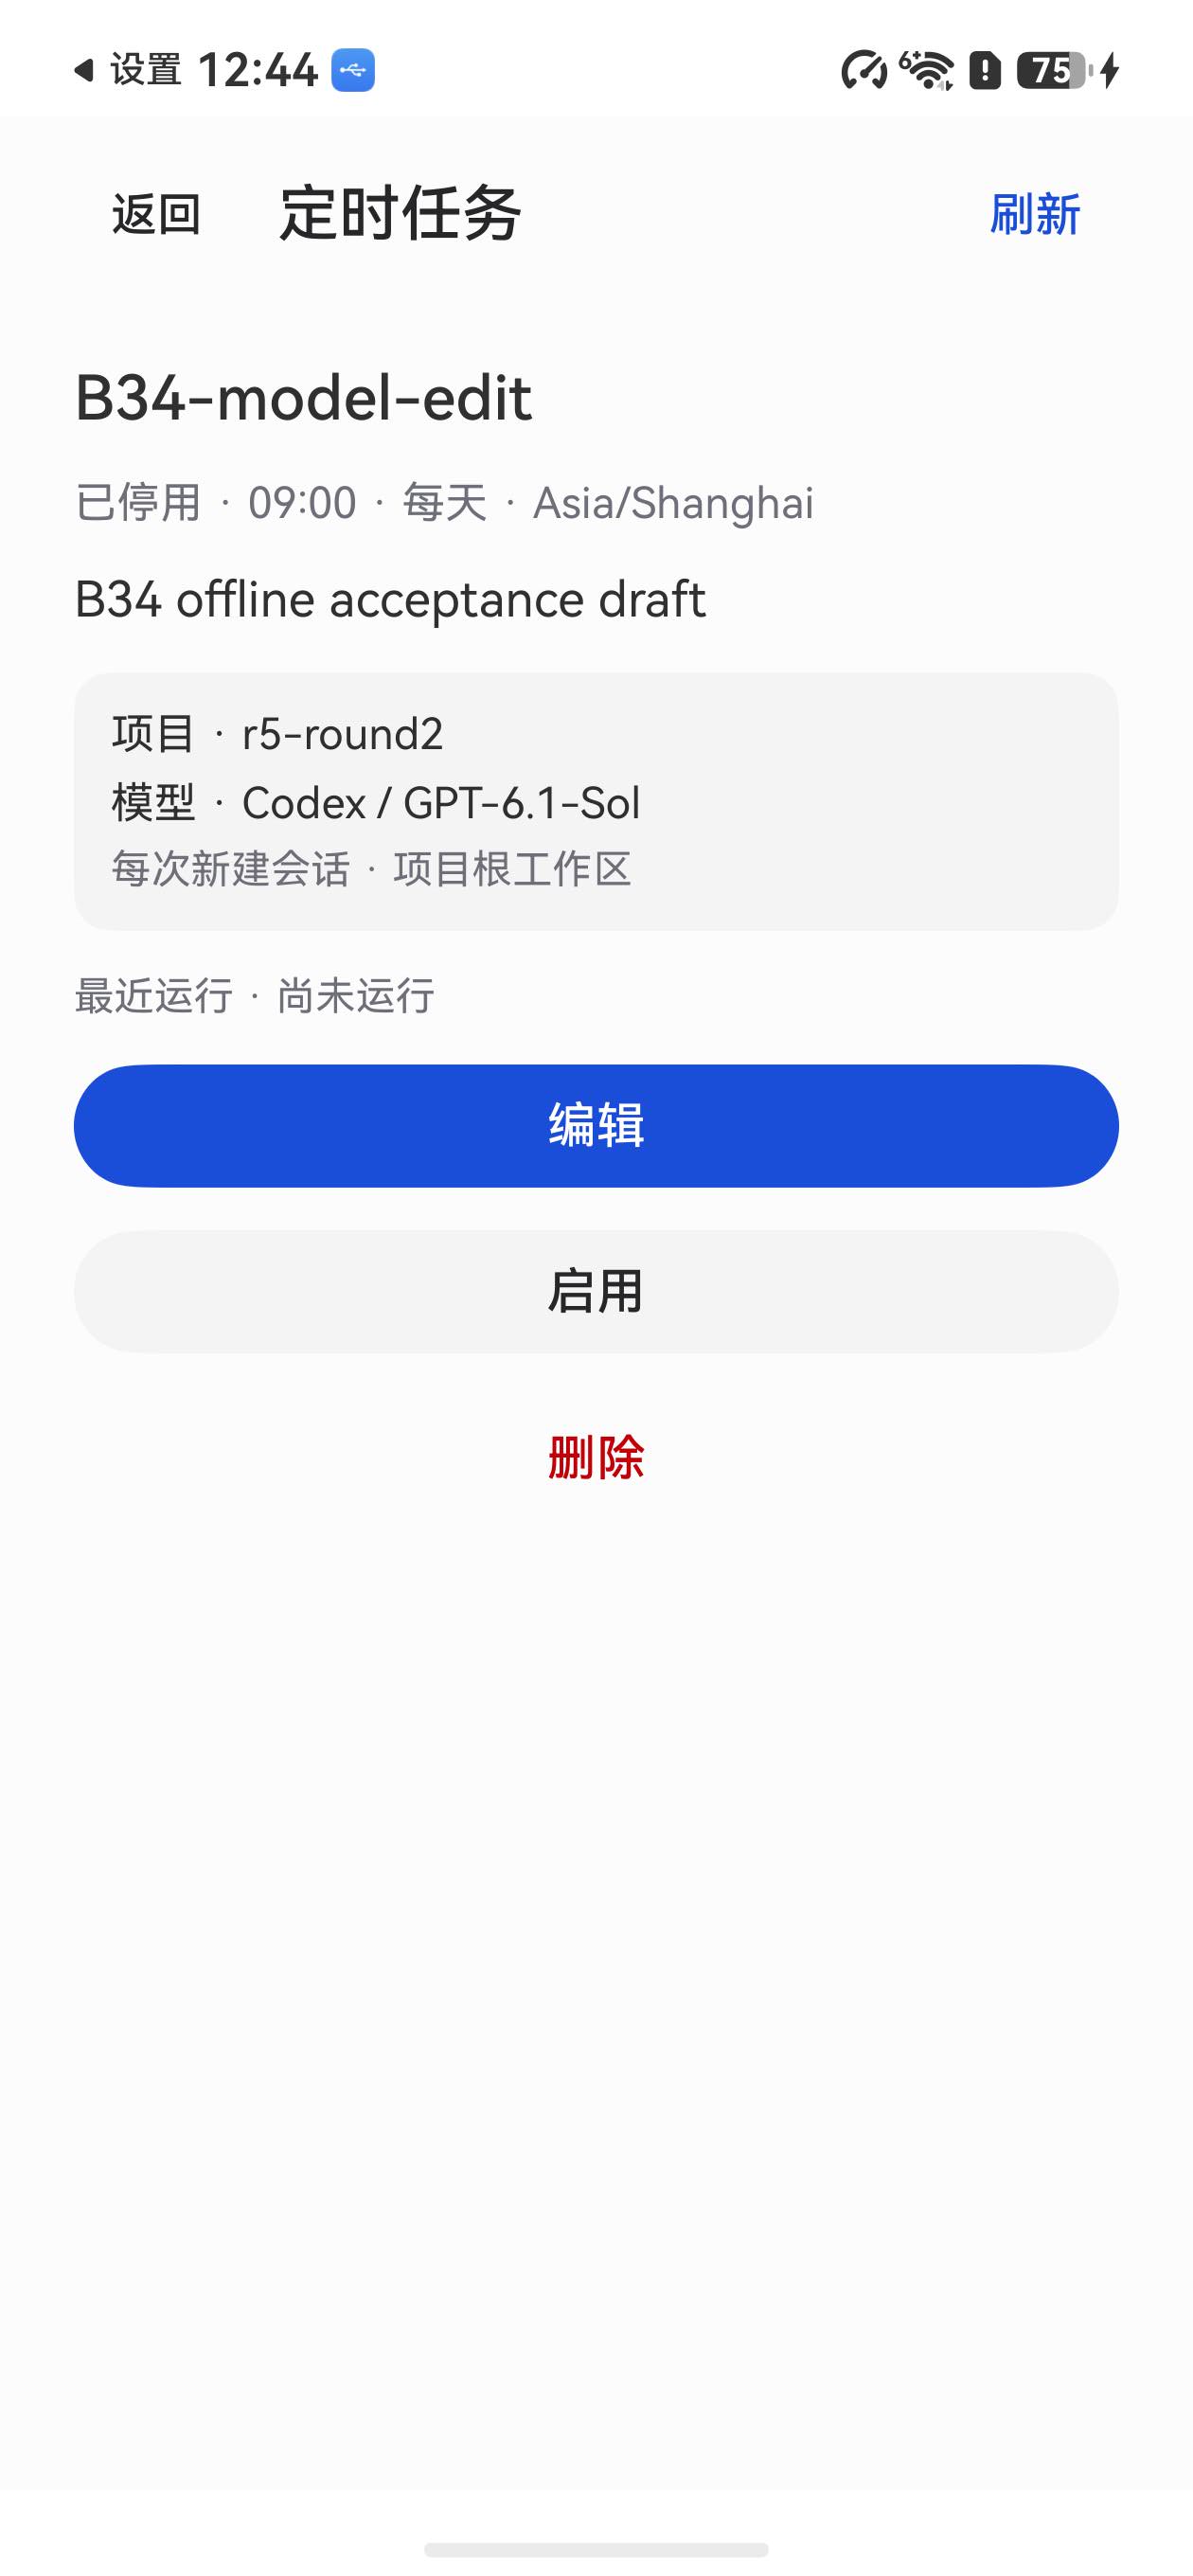 设置 12:44
75
返回 定时任务 刷新
B34-model-edit
已停用 · 09:00 · 每天 · Asia/Shanghai
B34 offline acceptance draft
项目 · r5-round2
模型 · Codex / GPT-6.1-Sol
每次新建会话 · 项目根工作区
最近运行 · 尚未运行
编辑
启用
删除